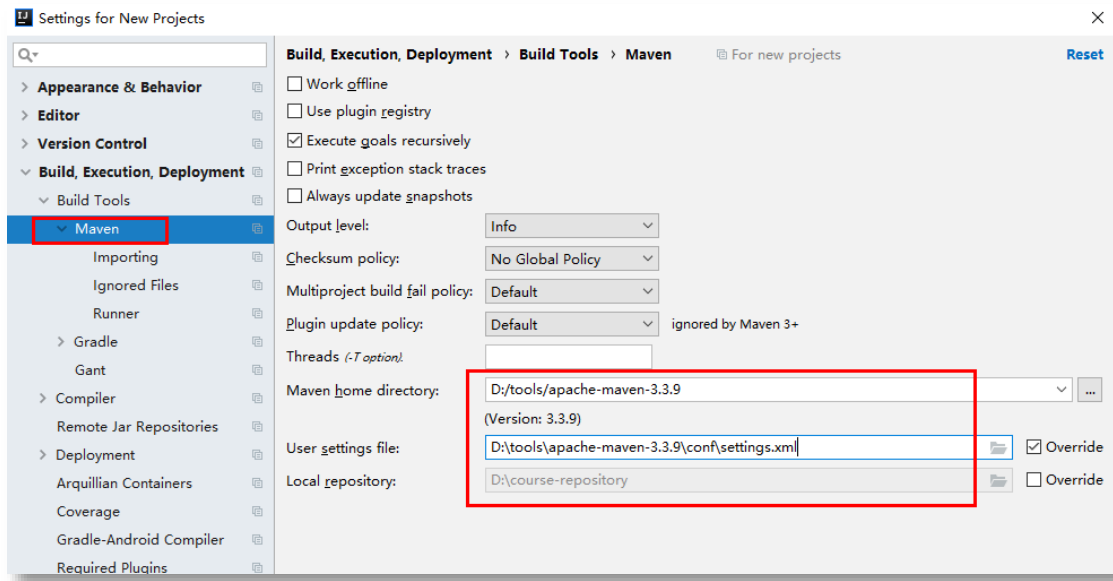 Settings for New Projects
Build, Execution, Deployment › Build Tools › Maven For new projects Reset
Appearance & Behavior
Editor
Version Control
Build, Execution, Deployment
Build Tools
Maven
Importing
Ignored Files
Runner
Gradle
Gant
Compiler
Remote Jar Repositories
Deployment
Arquillian Containers
Coverage
Gradle-Android Compiler
Required Plugins
Work offline
Use plugin registry
Execute goals recursively
Print exception stack traces
Always update snapshots
Output level: Info
Checksum policy: No Global Policy
Multiproject build fail policy: Default
Plugin update policy: Default ignored by Maven 3+
Threads (-T option).
Maven home directory: D:/tools/apache-maven-3.3.9 ...
(Version: 3.3.9)
User settings file: D:\tools\apache-maven-3.3.9\conf\settings.xml Override
Local repository: D:\course-repository Override